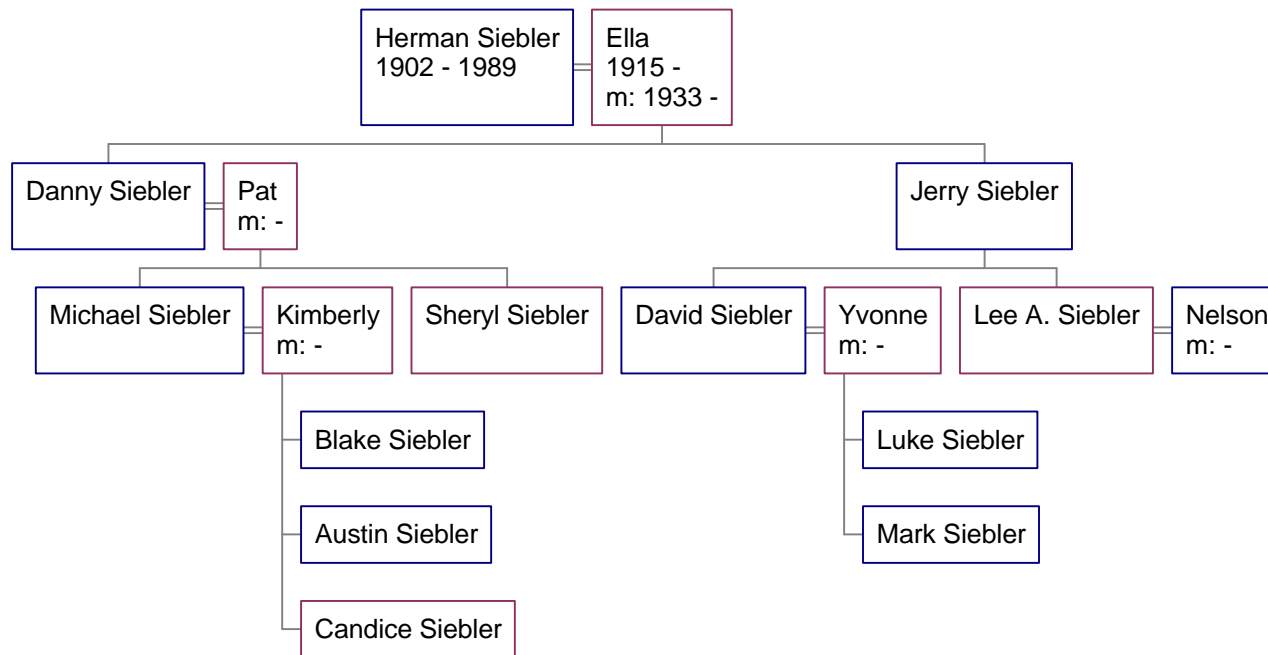 Herman Siebler
1902 - 1989
Ella
1915 -
m: 1933 -
Danny Siebler
Pat
m: -
Jerry Siebler
Michael Siebler
Kimberly
m: -
Sheryl Siebler
David Siebler
Yvonne
m: -
Lee A. Siebler
Nelson
m: -
Blake Siebler
Luke Siebler
Austin Siebler
Mark Siebler
Candice Siebler